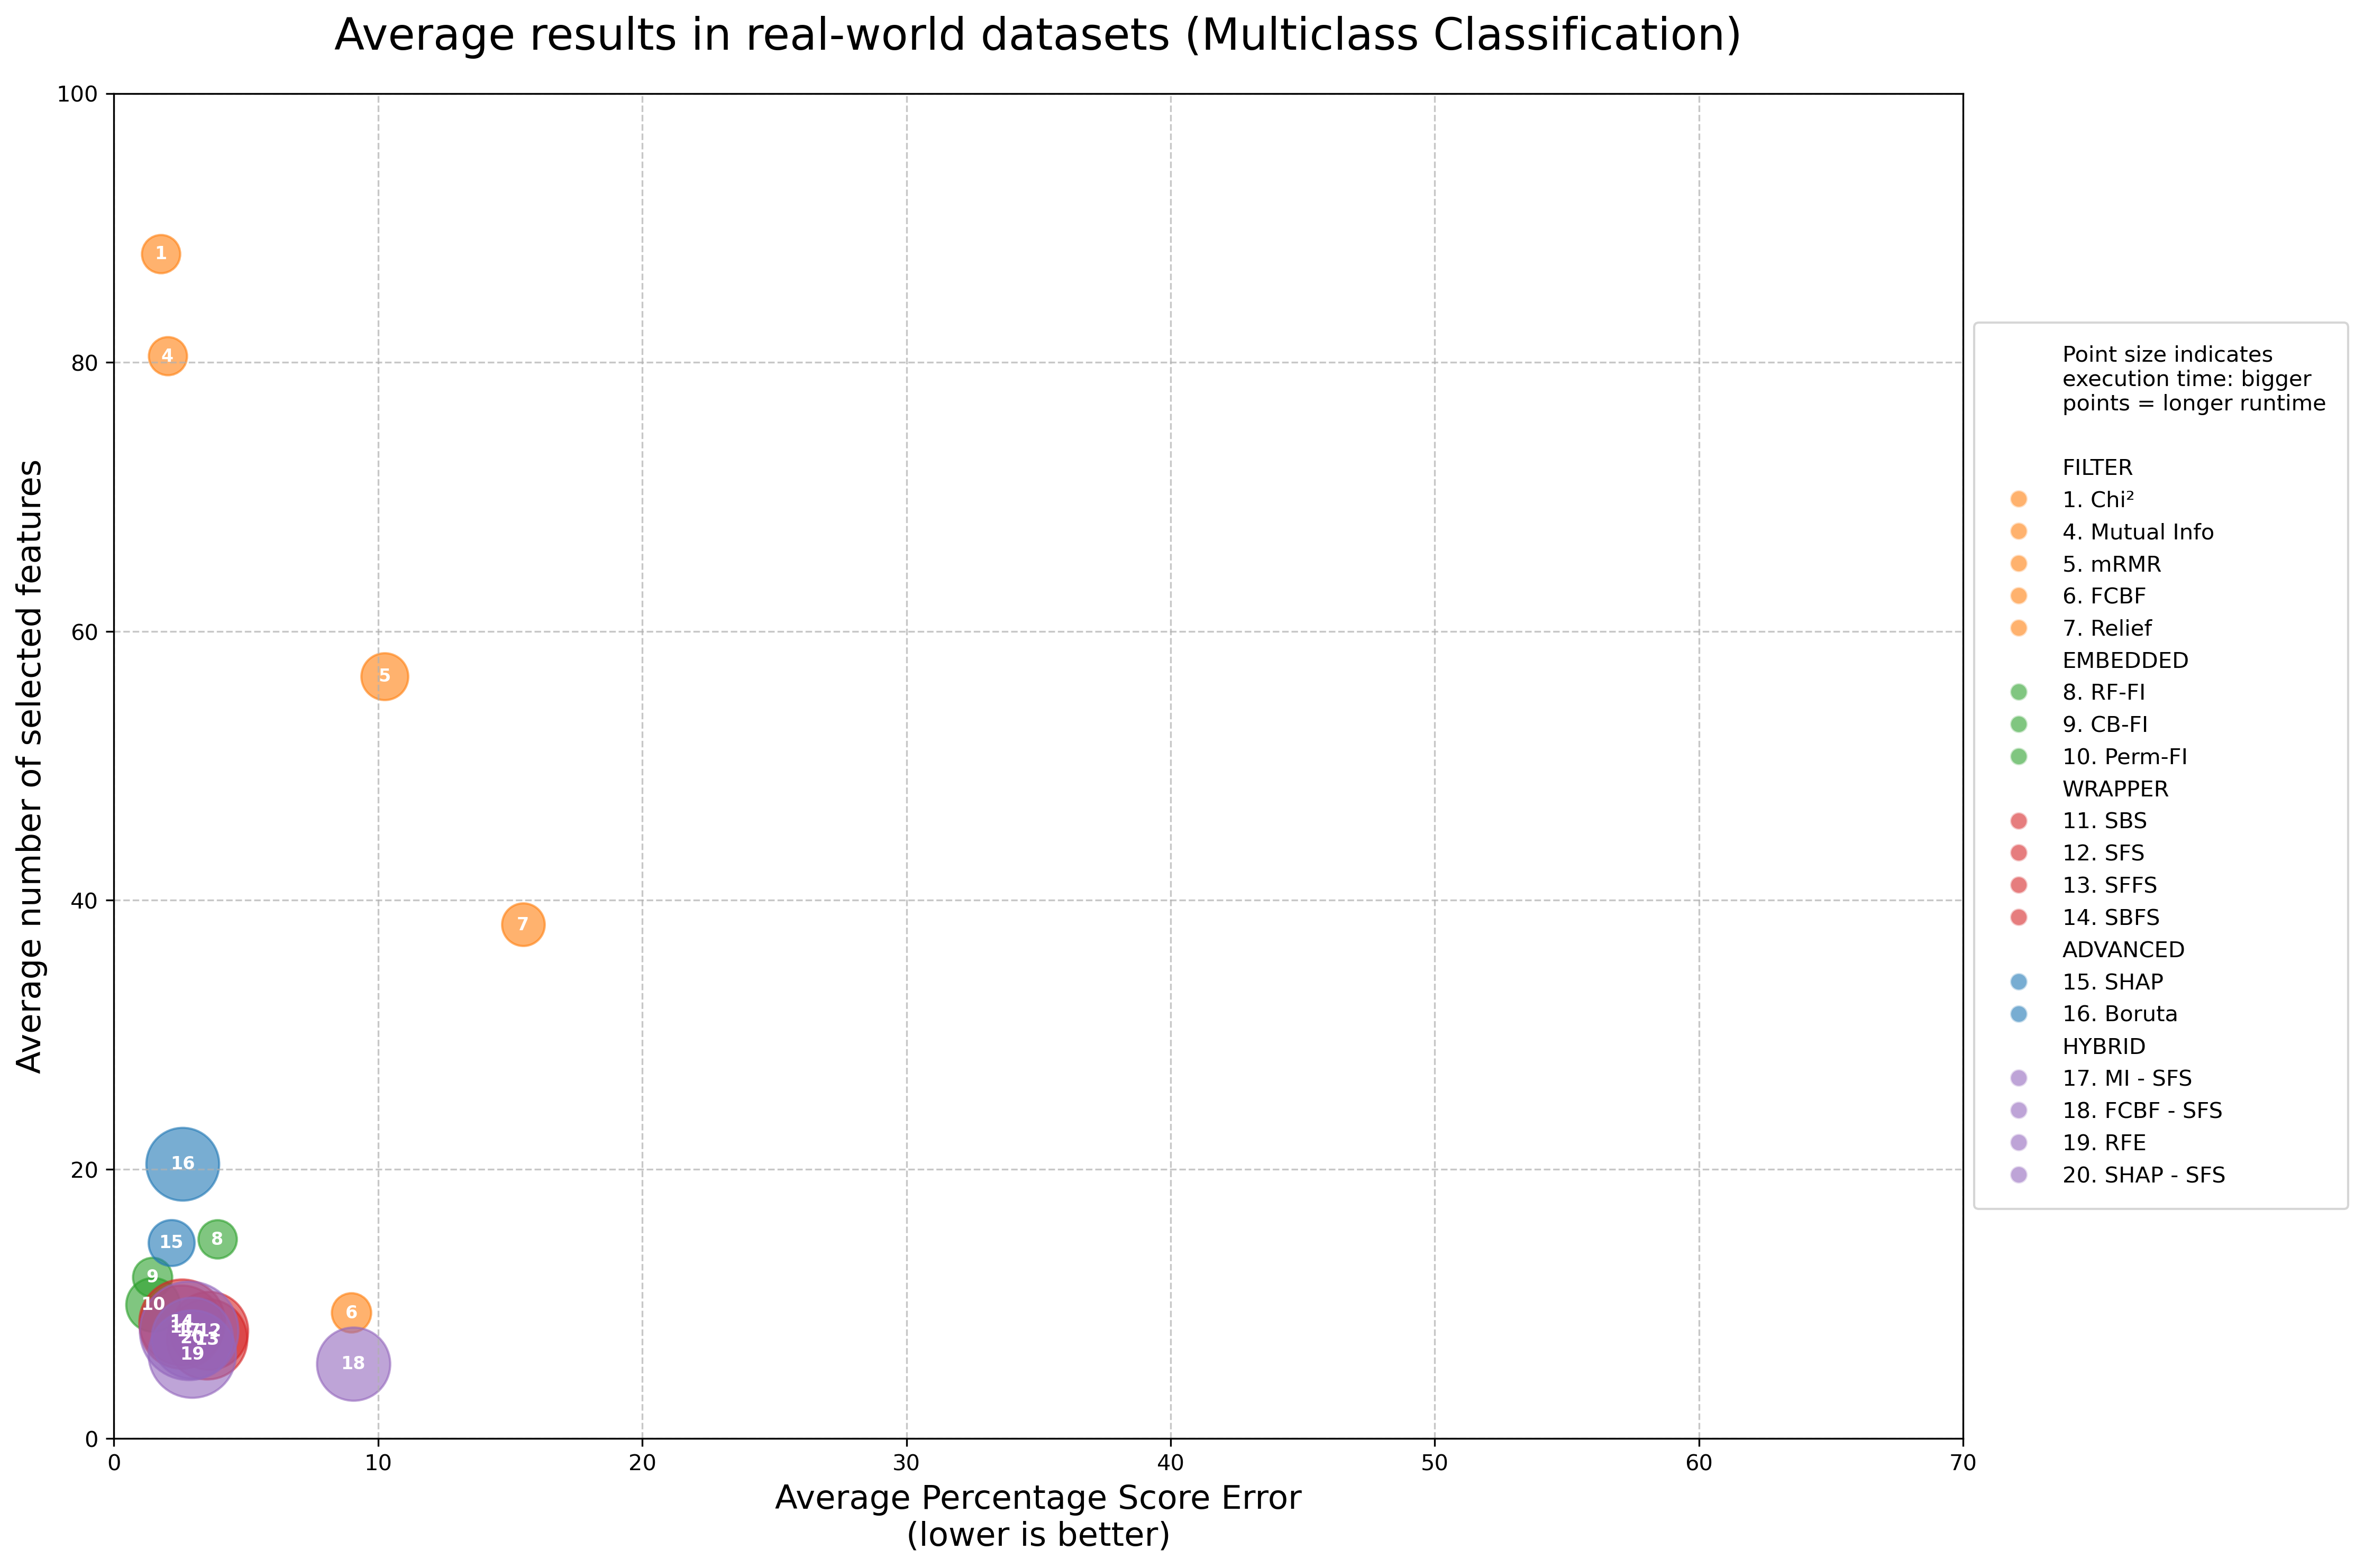 Average results in real-world datasets (Multiclass Classification)
100
80
60
40
20
0
Average number of selected features
1
4
5
7
16
15
8
9
10
6
14
12
13
20
19
18
0
10
20
30
40
50
60
70
Average Percentage Score Error
(lower is better)
Point size indicates
execution time: bigger
points = longer runtime
FILTER
1. Chi²
4. Mutual Info
5. mRMR
6. FCBF
7. Relief
EMBEDDED
8. RF-FI
9. CB-FI
10. Perm-FI
WRAPPER
11. SBS
12. SFS
13. SFFS
14. SBFS
ADVANCED
15. SHAP
16. Boruta
HYBRID
17. MI - SFS
18. FCBF - SFS
19. RFE
20. SHAP - SFS